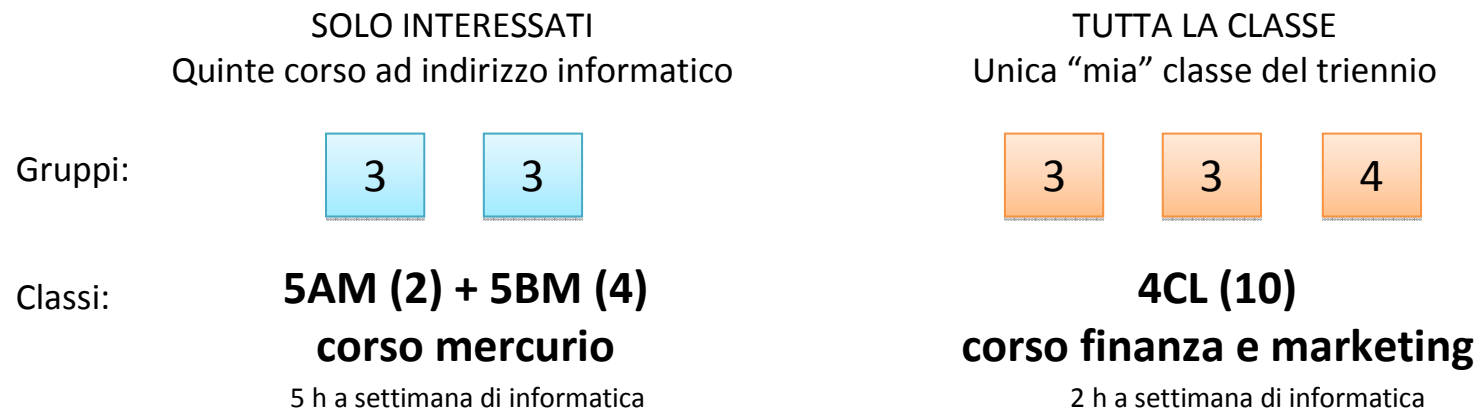 SOLO INTERESSATI
Quinte corso ad indirizzo informatico
TUTTA LA CLASSE
Unica “mia” classe del triennio
Gruppi:
3 3
3 3 4
Classi:
5AM (2) + 5BM (4)
corso mercurio
5 h a settimana di informatica
4CL (10)
corso finanza e marketing
2 h a settimana di informatica